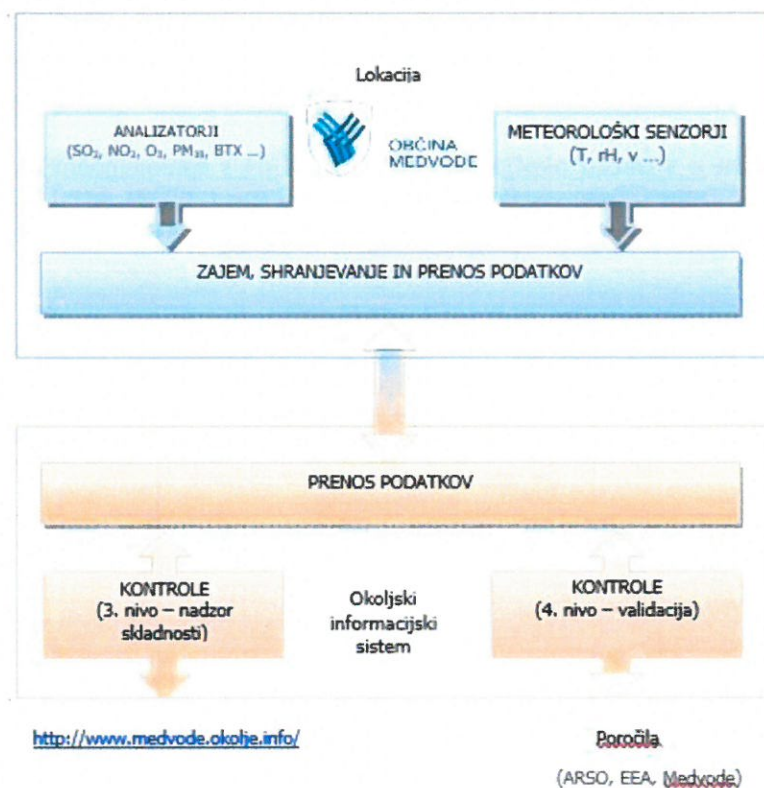 Lokacija
ANALIZATORJI
(SO₂, NO₂, O₃, PM₁₀, BTX ...)
OBČINA
MEDVODE
METEOROLOŠKI SENZORJI
(T, rH, v ...)
ZAJEM, SHRANJEVANJE IN PRENOS PODATKOV
PRENOS PODATKOV
KONTROLE
(3. nivo – nadzor
skladnosti)
Okoljski
informacijski
sistem
KONTROLE
(4. nivo – validacija)
http://www.medvode.okolje.info/
Poročila
(ARSO, EEA, Medvode)